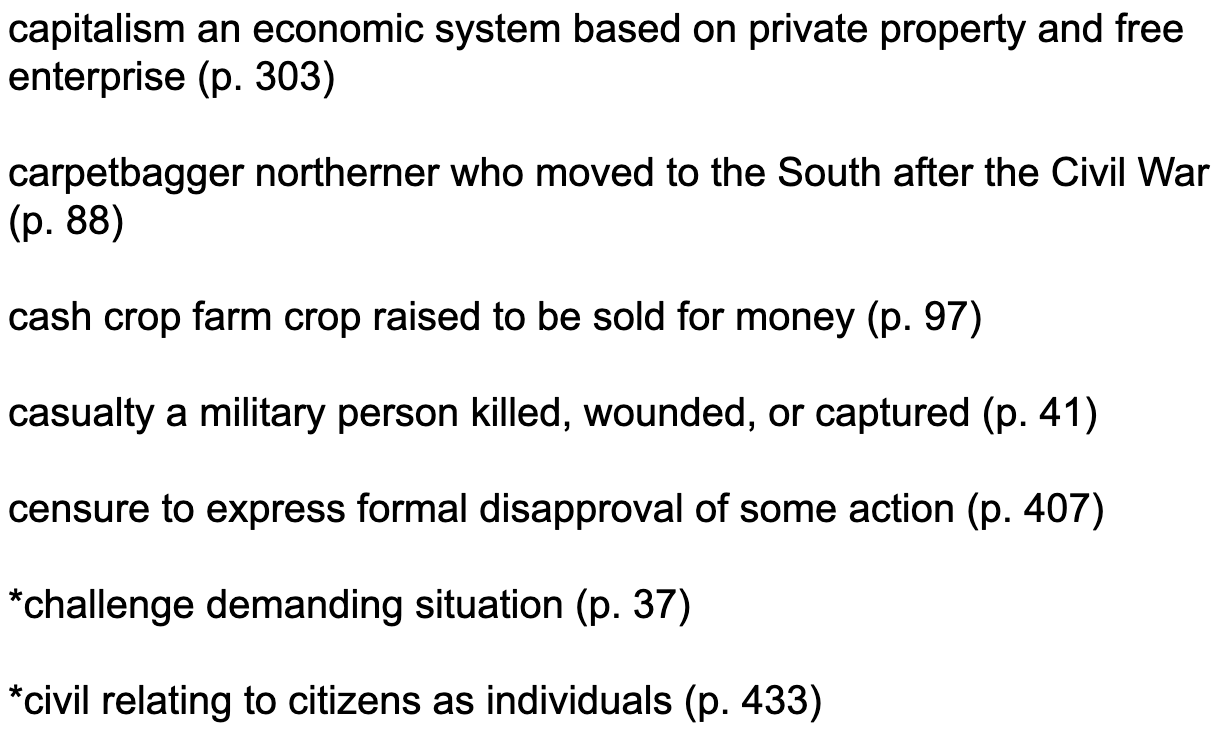 capitalism an economic system based on private property and free
enterprise (p. 303)
carpetbagger northerner who moved to the South after the Civil War
(p. 88)
cash crop farm crop raised to be sold for money (p. 97)
casualty a military person killed, wounded, or captured (p. 41)
censure to express formal disapproval of some action (p. 407)
*challenge demanding situation (p. 37)
*civil relating to citizens as individuals (p. 433)